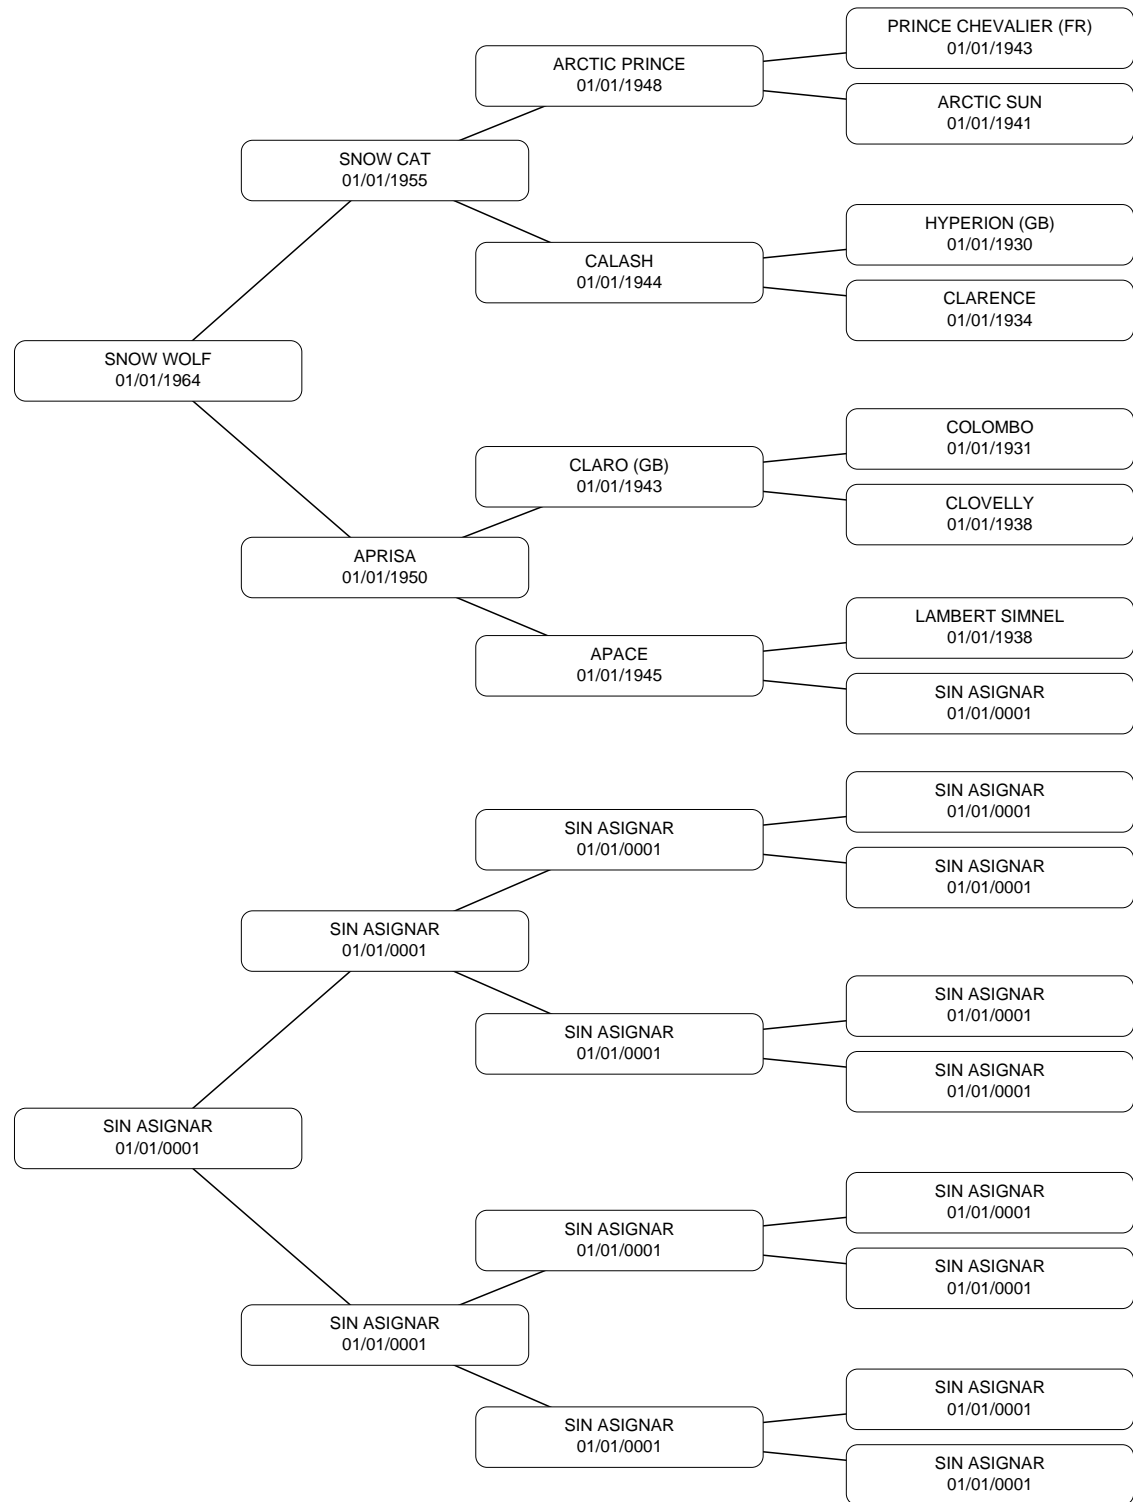 PRINCE CHEVALIER (FR)
01/01/1943
ARCTIC PRINCE
01/01/1948
ARCTIC SUN
01/01/1941
SNOW CAT
01/01/1955
HYPERION (GB)
01/01/1930
CALASH
01/01/1944
CLARENCE
01/01/1934
SNOW WOLF
01/01/1964
COLOMBO
01/01/1931
CLARO (GB)
01/01/1943
CLOVELLY
01/01/1938
APRISA
01/01/1950
LAMBERT SIMNEL
01/01/1938
APACE
01/01/1945
SIN ASIGNAR
01/01/0001
SIN ASIGNAR
01/01/0001
SIN ASIGNAR
01/01/0001
SIN ASIGNAR
01/01/0001
SIN ASIGNAR
01/01/0001
SIN ASIGNAR
01/01/0001
SIN ASIGNAR
01/01/0001
SIN ASIGNAR
01/01/0001
SIN ASIGNAR
01/01/0001
SIN ASIGNAR
01/01/0001
SIN ASIGNAR
01/01/0001
SIN ASIGNAR
01/01/0001
SIN ASIGNAR
01/01/0001
SIN ASIGNAR
01/01/0001
SIN ASIGNAR
01/01/0001
SIN ASIGNAR
01/01/0001